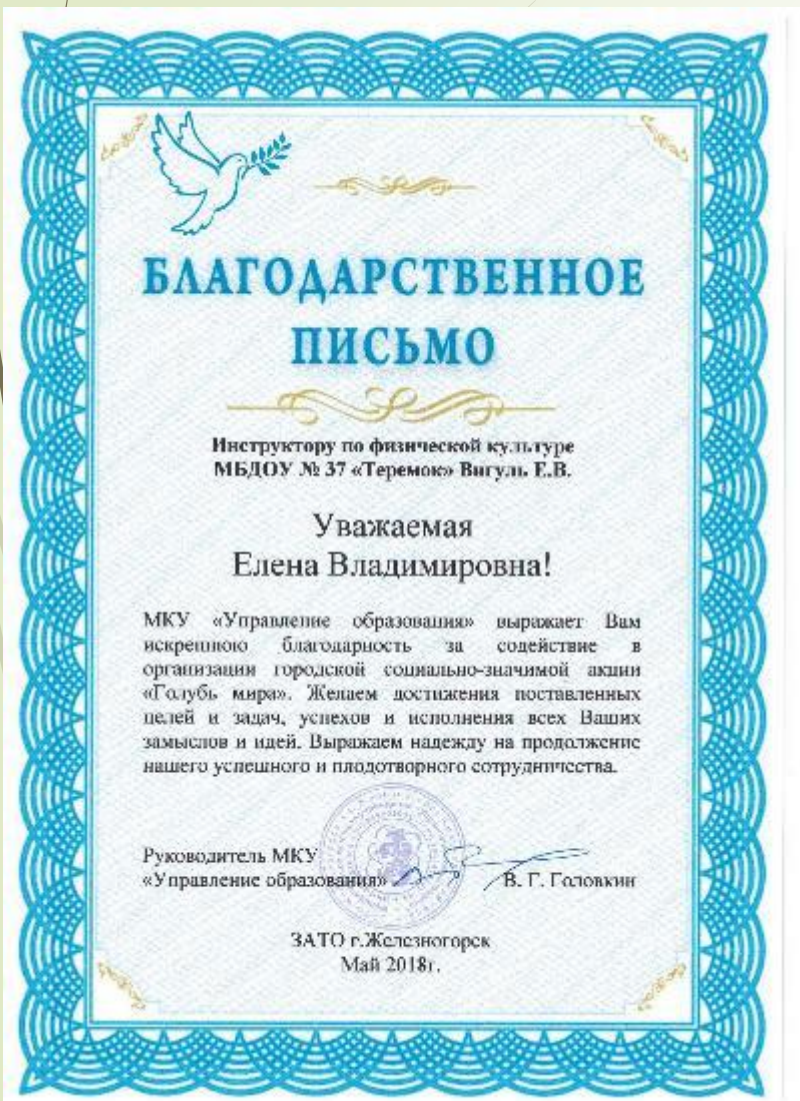 БЛАГОДАРСТВЕННОЕ
ПИСЬМО
Инструктору по физической культуре
МБДОУ № 37 «Теремок» Вигуль Е.В.
Уважаемая
Елена Владимировна!
МКУ «Управление образования» выражает Вам
искреннюю благодарность за содействие в
организации городской социально-значимой акции
«Голубь мира». Желаем достижения поставленных
целей и задач, успехов и исполнения всех Ваших
замыслов и идей. Выражаем надежду на продолжение
нашего успешного и плодотворного сотрудничества.
Руководитель МКУ
«Управление образования» В. Г. Головкин
ЗАТО г.Железногорск
Май 2018г.